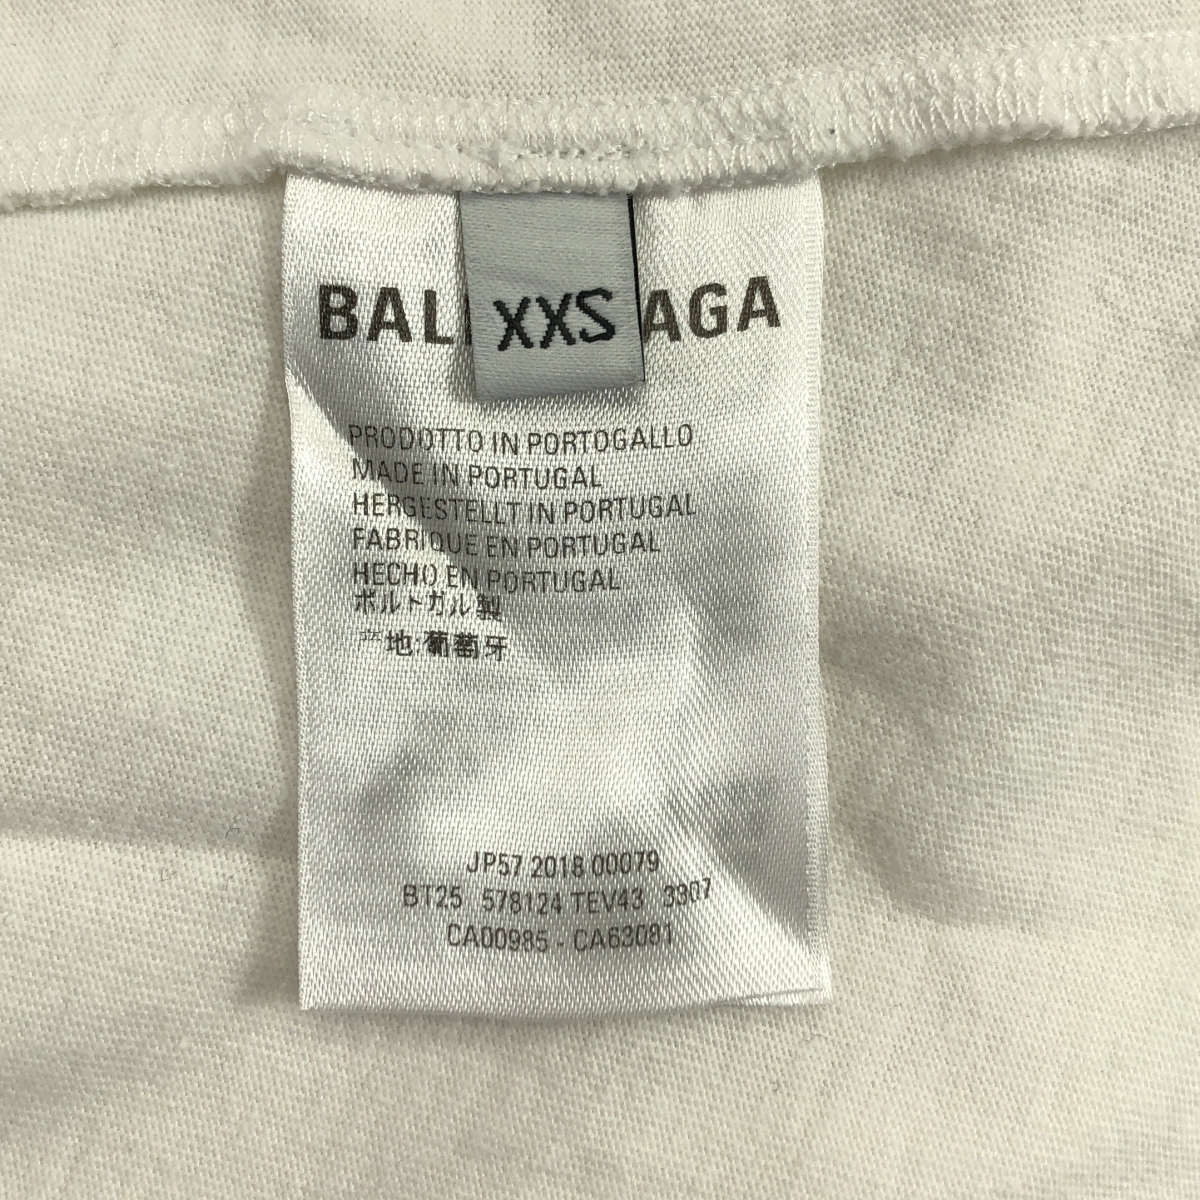 BAL XXS AGA
PRODOTTO IN PORTOGALLO
MADE IN PORTUGAL
HERGESTELLT IN PORTUGAL
FABRIQUE EN PORTUGAL
HECHO EN PORTUGAL
ポルトガル製
产地:葡萄牙
JP57 2018 00079
BT25 578124 TEV43 3307
CA00985 - CA63081